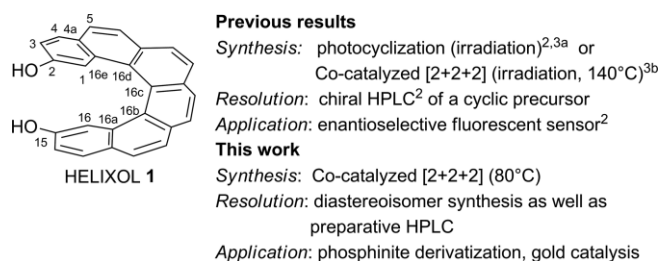 5
4
4a
3
HO
2
1
16e
16d
16c
16b
16
16a
HO
15
HELIXOL 1
Previous results
Synthesis: photocyclization (irradiation)2,3a or
Co-catalyzed [2+2+2] (irradiation, 140°C)3b
Resolution: chiral HPLC2 of a cyclic precursor
Application: enantioselective fluorescent sensor2
This work
Synthesis: Co-catalyzed [2+2+2] (80°C)
Resolution: diastereoisomer synthesis as well as
preparative HPLC
Application: phosphinite derivatization, gold catalysis